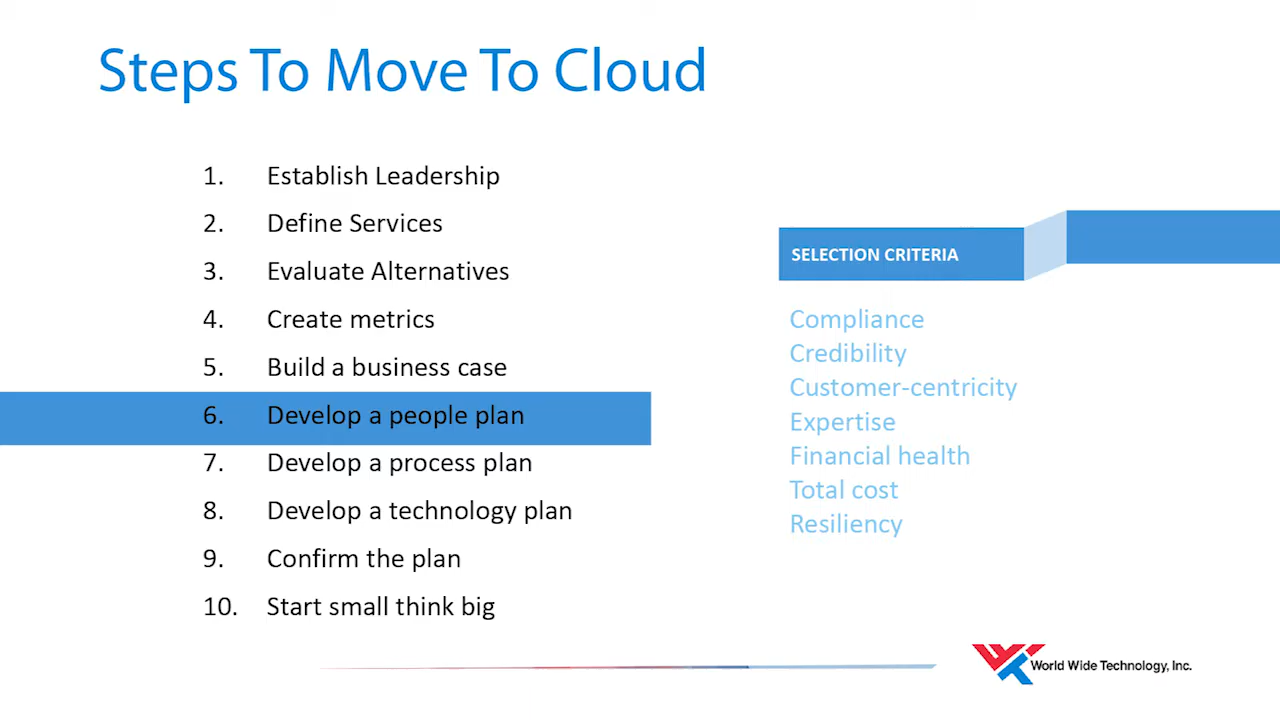 Steps To Move To Cloud
1. Establish Leadership
2. Define Services
3. Evaluate Alternatives
4. Create metrics
5. Build a business case
6. Develop a people plan
7. Develop a process plan
8. Develop a technology plan
9. Confirm the plan
10. Start small think big
SELECTION CRITERIA
Compliance
Credibility
Customer-centricity
Expertise
Financial health
Total cost
Resiliency
World Wide Technology, Inc.